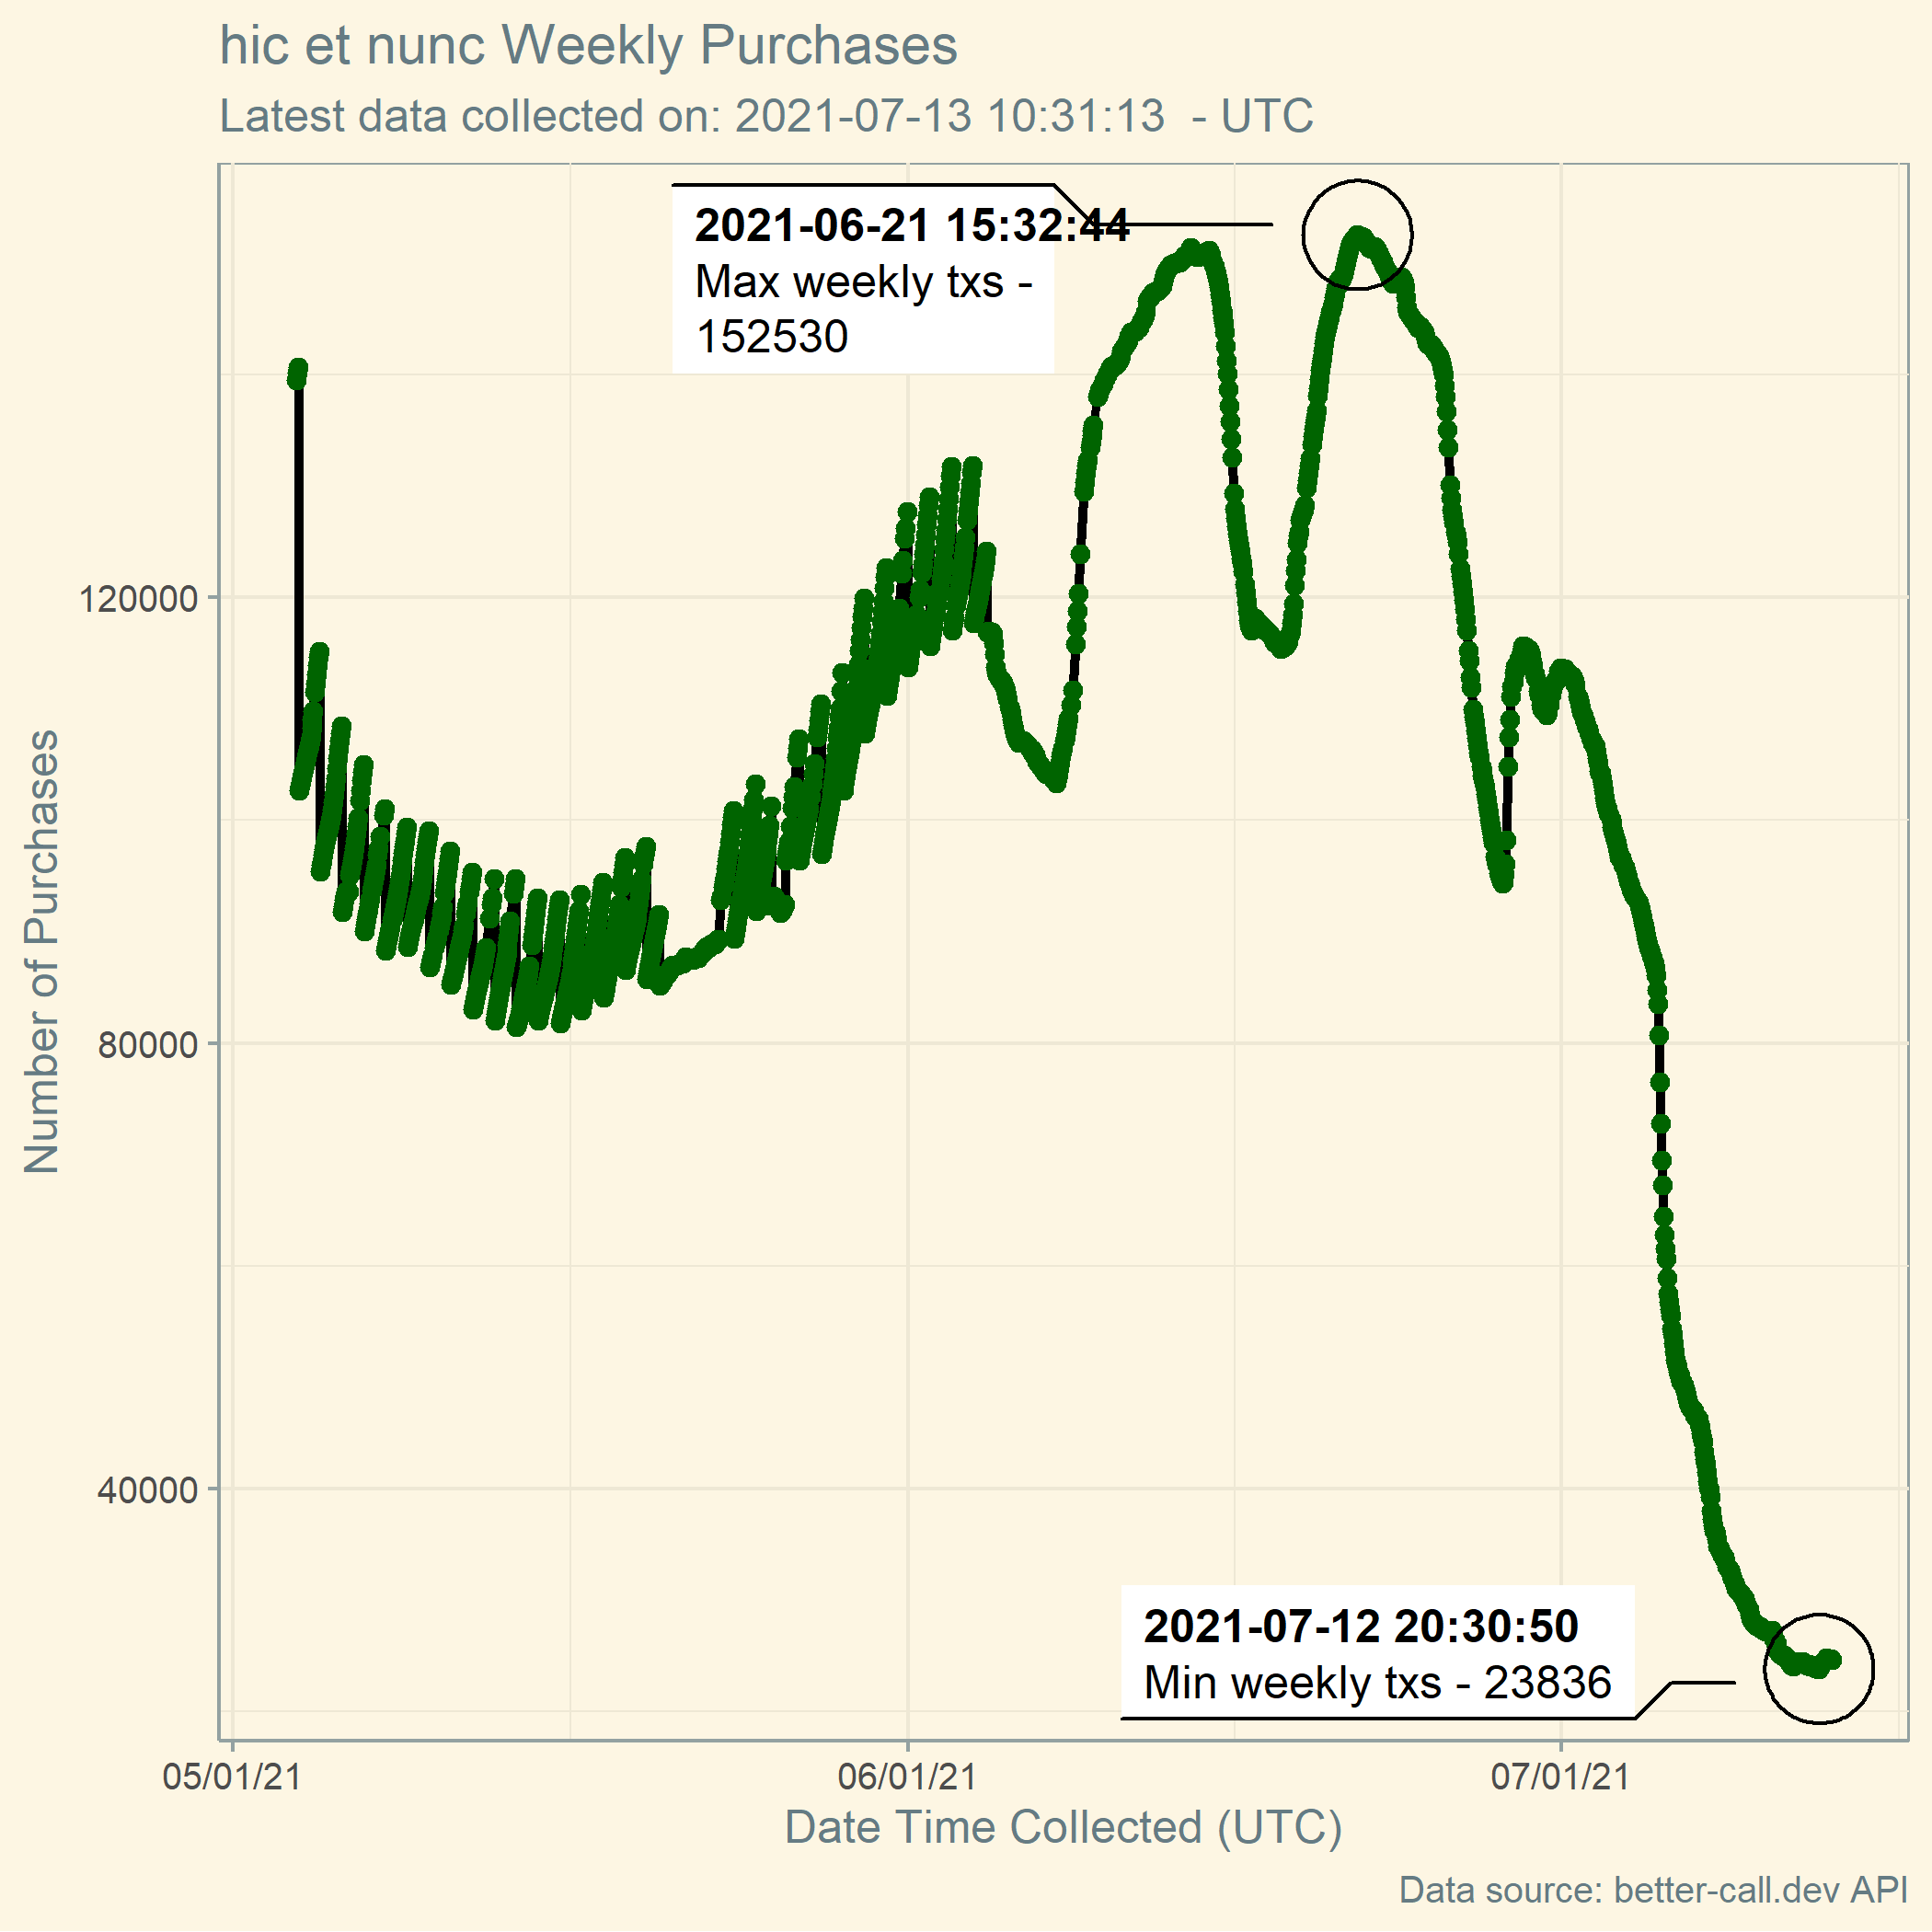 hic et nunc Weekly Purchases
Latest data collected on: 2021-07-13 10:31:13  - UTC
2021-06-21 15:32:44
Max weekly txs -
152530
120000
80000
40000
Number of Purchases
2021-07-12 20:30:50
Min weekly txs - 23836
05/01/21 06/01/21 07/01/21
Date Time Collected (UTC)
Data source: better-call.dev API